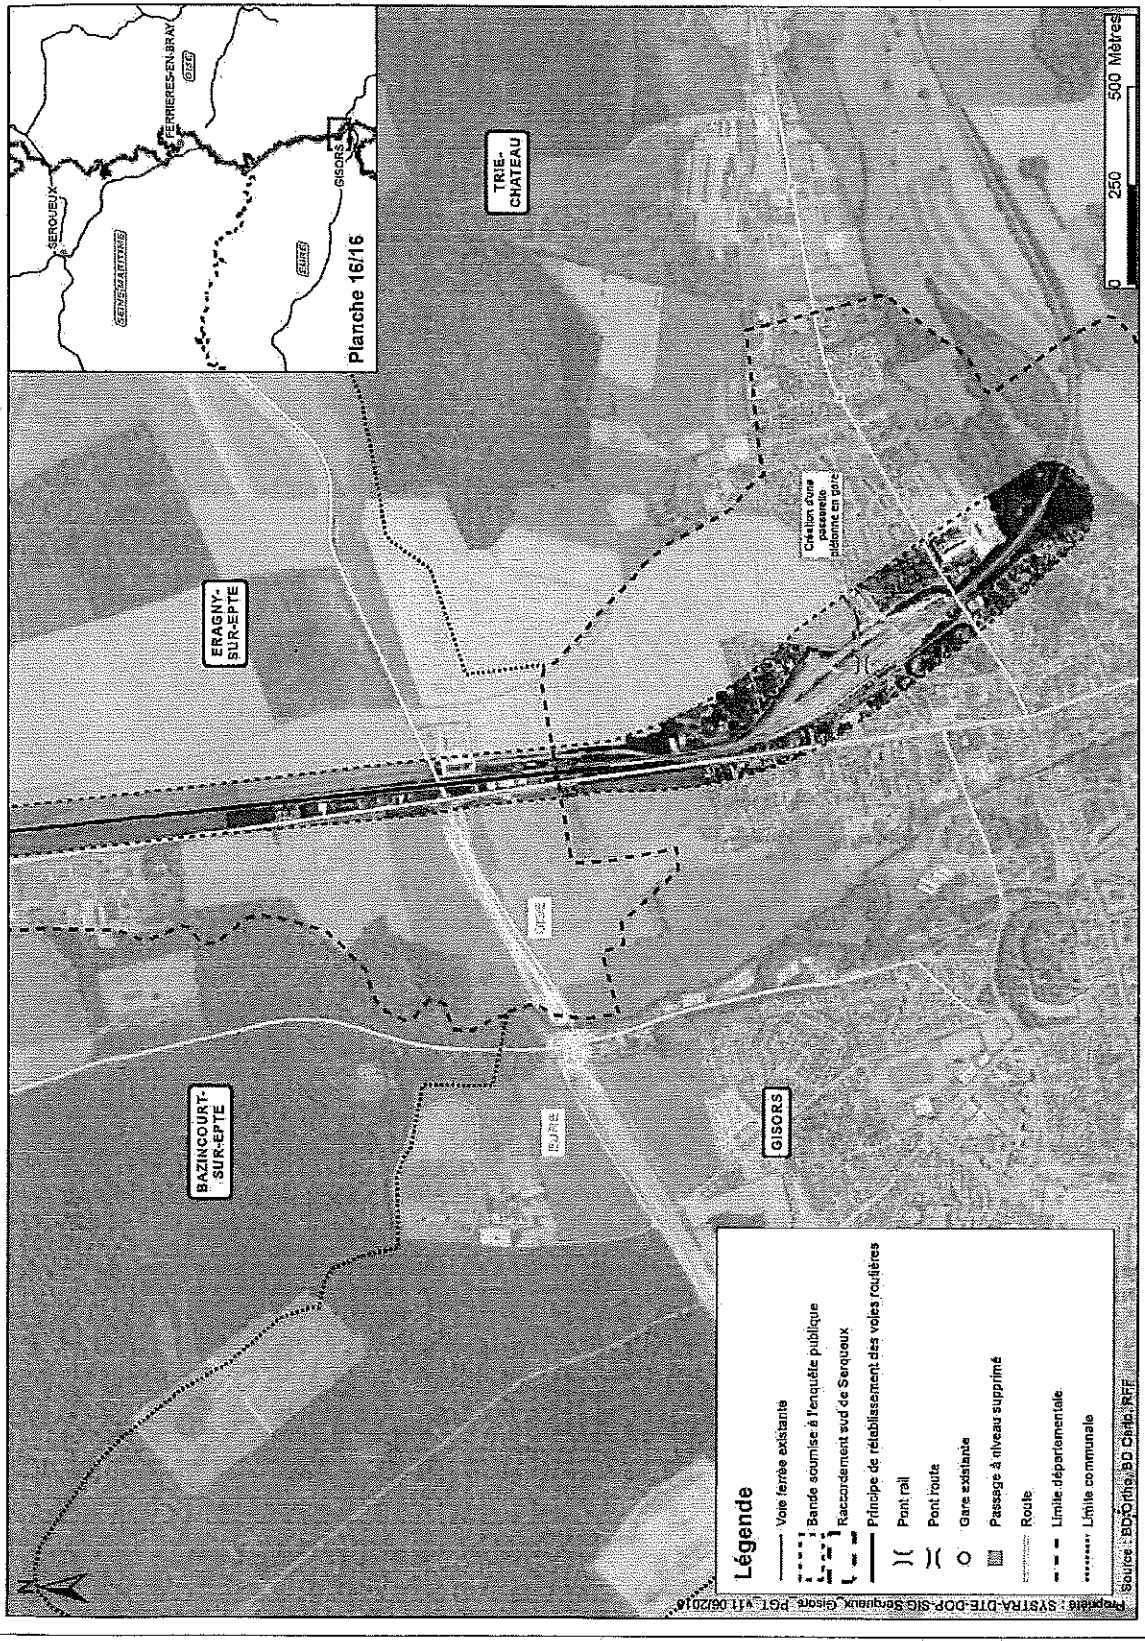 SERQUEUX
FERRIERES-EN-BRAY
OISE
SEINE-MARITIME
EURE
GISORS
Planche 16/16
N
BAZINCOURT-
SUR-EPTE
ERAGNY-
SUR-EPTE
TRIE-
CHATEAU
OISE
EURE
GISORS
Création d'une
passerelle
piétonne en gare
Légende
Voie ferrée existante
Bande soumise à l'enquête publique
Raccordement sud de Serqueux
Principe de rétablissement des voies routières
Pont rail
Pont route
Gare existante
Passage à niveau supprimé
Route
Limite départementale
Limite communale
0 250 500 Mètres
Propriété : SYSTRA-DTE-DOP-SIG Serqueux_Gisors_PGT_v11 06/2016
Source : BD Ortho, BD Carto, RFF